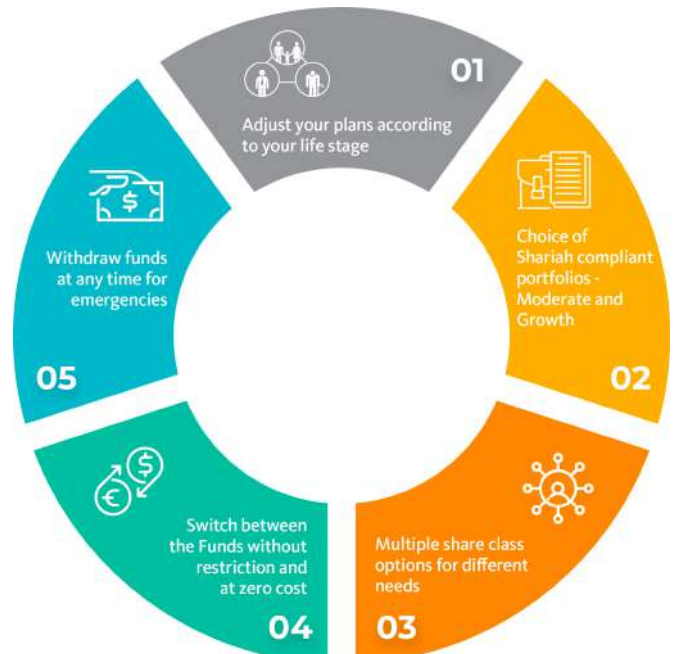 01
Adjust your plans according
to your life stage
Choice of
Shariah compliant
portfolios -
Moderate and
Growth
02
Multiple share class
options for different
needs
03
$
€
Switch between
the Funds without
restriction and
at zero cost
04
$
Withdraw funds
at any time for
emergencies
05